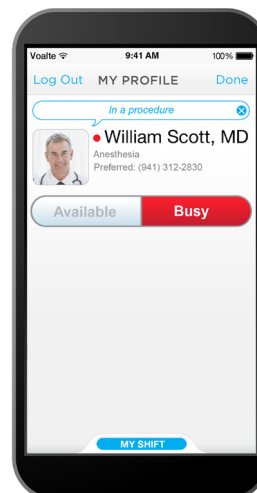 Voalte 9:41 AM 100%
Log Out MY PROFILE Done
In a procedure
William Scott, MD
Anesthesia
Preferred: (941) 312-2830
Available Busy
MY SHIFT